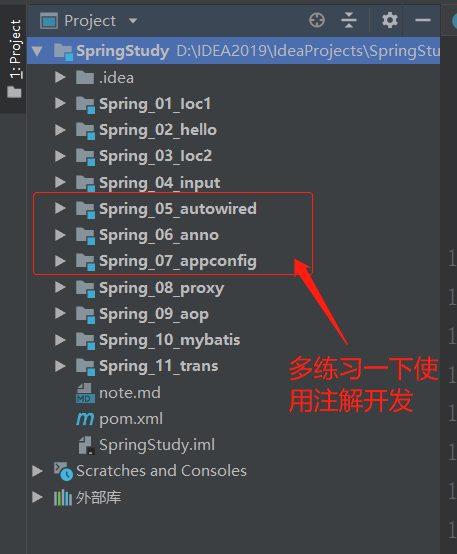 Project
1: Project
SpringStudy D:\IDEA2019\IdeaProjects\SpringStu
.idea
Spring_01_Ioc1
Spring_02_hello
Spring_03_Ioc2
Spring_04_input
Spring_05_autowired
Spring_06_anno
Spring_07_appconfig
Spring_08_proxy
Spring_09_aop
Spring_10_mybatis
Spring_11_trans
多练习一下使
用注解开发
MD
note.md
m pom.xml
SpringStudy.iml
Scratches and Consoles
外部库